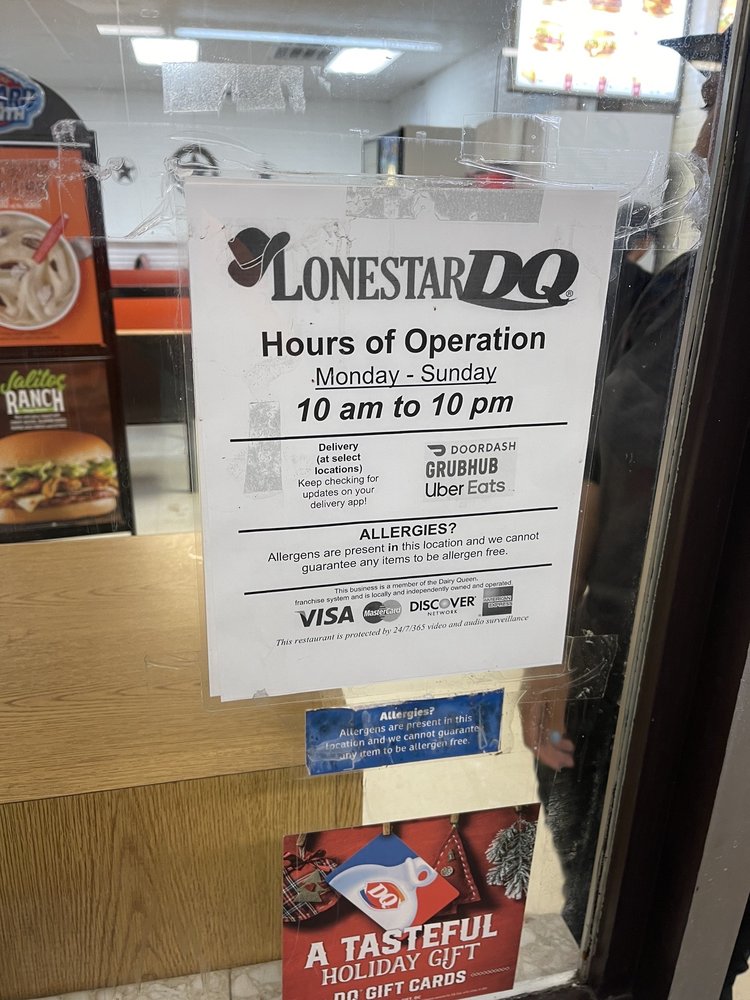 LONESTAR DQ
Hours of Operation
Monday - Sunday
10 am to 10 pm
Delivery
(at select
locations)
Keep checking for
updates on your
delivery app!
DOORDASH
GRUBHUB
Uber Eats
ALLERGIES?
Allergens are present in this location and we cannot
guarantee any items to be allergen free.
This business is a member of the Dairy Queen.
franchise system and is locally and independently owned and operated.
VISA MasterCard DISCOVER NETWORK AMERICAN EXPRESS
This restaurant is protected by 24/7/365 video and audio surveillance
Allergies?
Allergens are present in this
location and we cannot guarante
any item to be allergen free.
DQ
A TASTEFUL
HOLIDAY GIFT
DQ GIFT CARDS
Jalitos
RANCH